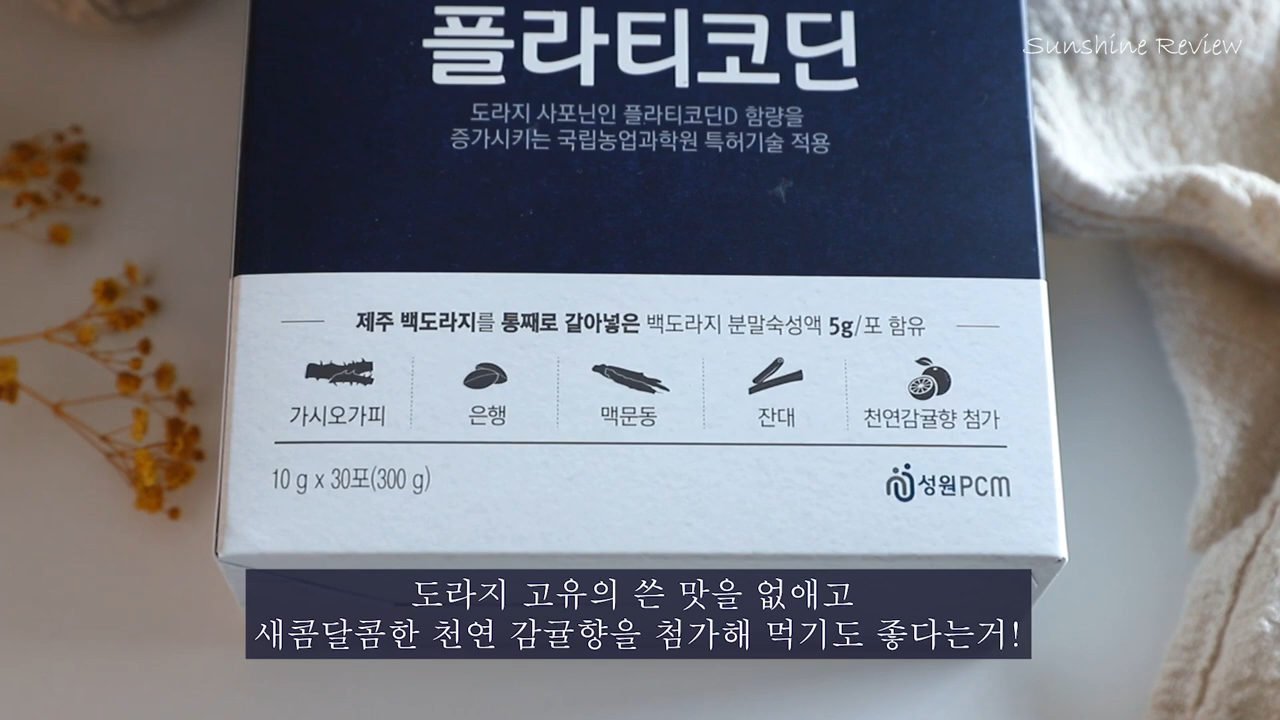 Sunshine Review
플라티코딘
도라지 사포닌인 플라티코딘D 함량을
증가시키는 국립농업과학원 특허기술 적용
제주 백도라지를 통째로 갈아넣은 백도라지 분말숙성액 5g/포 함유
가시오가피 은행 맥문동 잔대 천연감귤향 첨가
10 g x 30포(300 g)
성원PCM
도라지 고유의 쓴 맛을 없애고
새콤달콤한 천연 감귤향을 첨가해 먹기도 좋다는거!